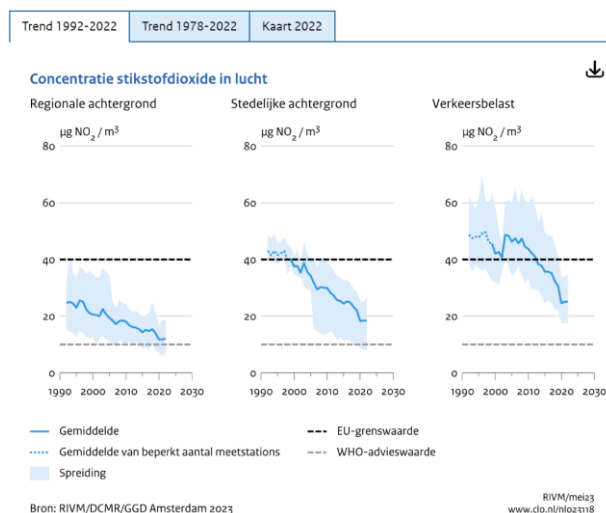 Trend 1992-2022 Trend 1978-2022 Kaart 2022
Concentratie stikstofdioxide in lucht
Regionale achtergrond Stedelijke achtergrond Verkeersbelast
µg NO2 / m³ µg NO2 / m³ µg NO2 / m³
80 80 80
60 60 60
40 40 40
20 20 20
0 0 0
1990 2000 2010 2020 2030 1990 2000 2010 2020 2030 1990 2000 2010 2020 2030
Gemiddelde EU-grenswaarde
Gemiddelde van beperkt aantal meetstations WHO-advieswaarde
Spreiding
RIVM/mei23
Bron: RIVM/DCMR/GGD Amsterdam 2023 www.clo.nl/nl023118